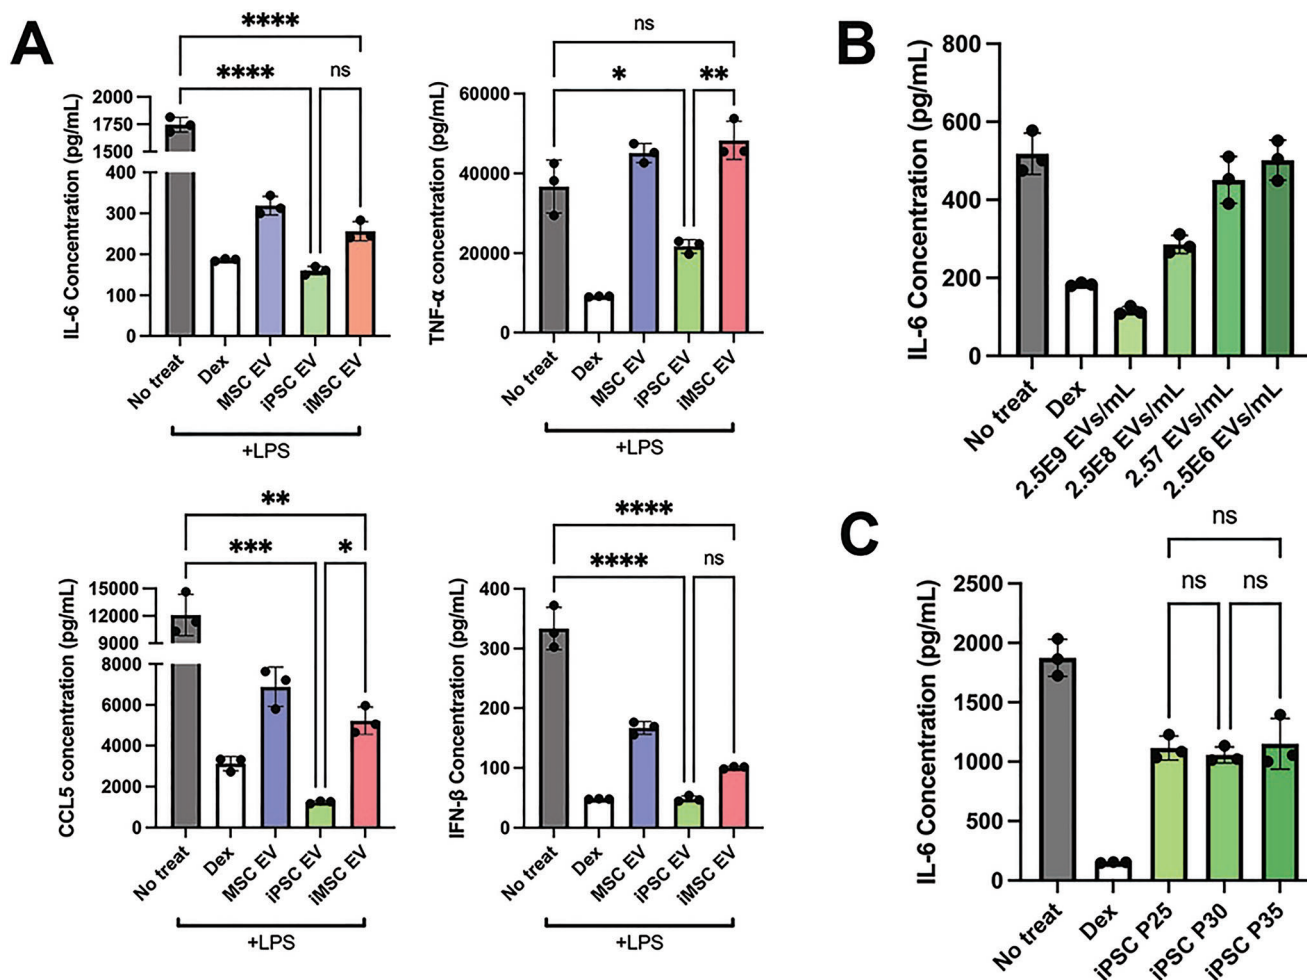 A
****
****
ns
IL-6 Concentration (pg/mL)
2000
1750
1500
400
300
200
100
0
No treat
Dex
MSC EV
iPSC EV
iMSC EV
+LPS
ns
*
**
TNF-α concentration (pg/mL)
60000
40000
20000
0
No treat
Dex
MSC EV
iPSC EV
iMSC EV
+LPS
**
***
*
CCL5 concentration (pg/mL)
15000
12000
9000
8000
6000
4000
2000
0
No treat
Dex
MSC EV
iPSC EV
iMSC EV
+LPS
****
****
ns
IFN-β Concentration (pg/mL)
400
300
200
100
0
No treat
Dex
MSC EV
iPSC EV
iMSC EV
+LPS
B
IL-6 Concentration (pg/mL)
800
600
400
200
0
No treat
Dex
2.5E9 EVs/mL
2.5E8 EVs/mL
2.57 EVs/mL
2.5E6 EVs/mL
C
ns
ns
ns
IL-6 Concentration (pg/mL)
2500
2000
1500
1000
500
0
No treat
Dex
iPSC P25
iPSC P30
iPSC P35